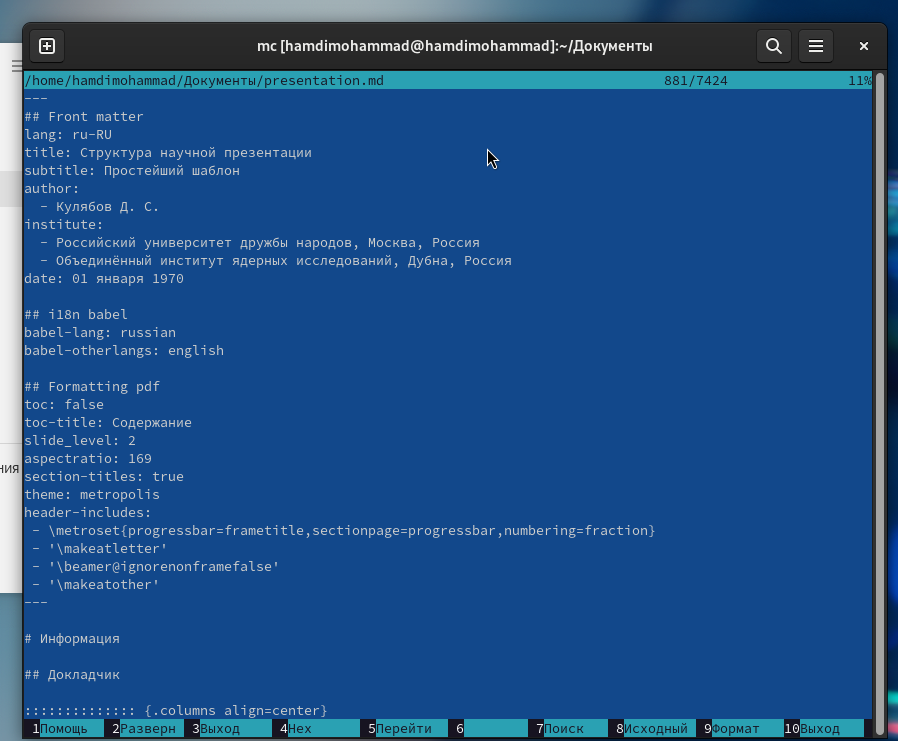 mc [hamdimohammad@hamdimohammad]:~/Документы
/home/hamdimohammad/Документы/presentation.md 881/7424 11%
---
## Front matter
lang: ru-RU
title: Структура научной презентации
subtitle: Простейший шаблон
author:
  - Кулябов Д. С.
institute:
  - Российский университет дружбы народов, Москва, Россия
  - Объединённый институт ядерных исследований, Дубна, Россия
date: 01 января 1970
## i18n babel
babel-lang: russian
babel-otherlangs: english
## Formatting pdf
toc: false
toc-title: Содержание
slide_level: 2
aspectratio: 169
section-titles: true
theme: metropolis
header-includes:
 - \metroset{progressbar=frametitle,sectionpage=progressbar,numbering=fraction}
 - '\makeatletter'
 - '\beamer@ignorenonframefalse'
 - '\makeatother'
---
# Информация
## Докладчик
:::::::::::::: {.columns align=center}
1Помощь 2Разверн 3Выход 4Hex 5Перейти 6 7Поиск 8Исходный 9Формат 10Выход
ния